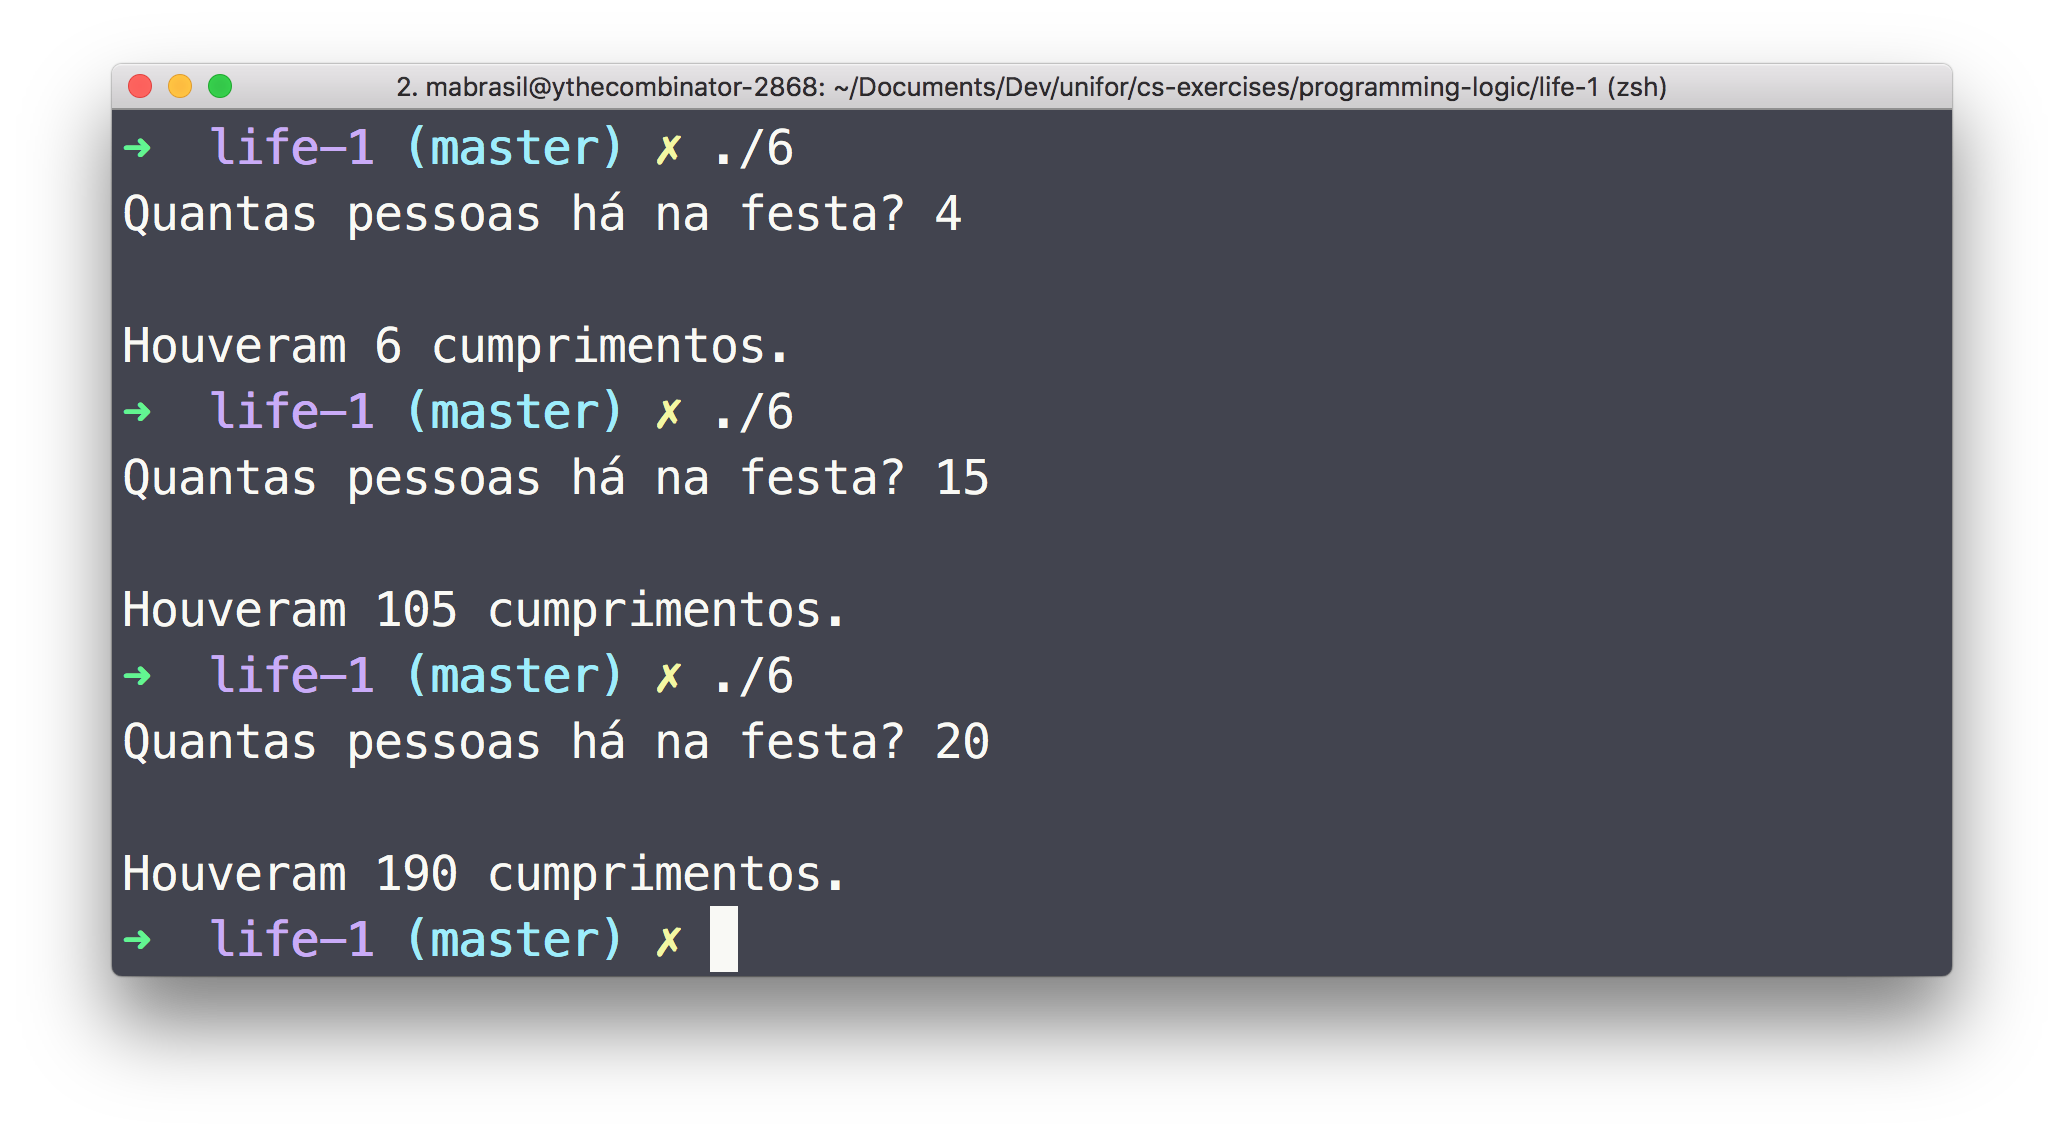 2. mabrasil@ythecombinator-2868: ~/Documents/Dev/unifor/cs-exercises/programming-logic/life-1 (zsh)
➜  life-1 (master) ✗ ./6
Quantas pessoas há na festa? 4
Houveram 6 cumprimentos.
➜  life-1 (master) ✗ ./6
Quantas pessoas há na festa? 15
Houveram 105 cumprimentos.
➜  life-1 (master) ✗ ./6
Quantas pessoas há na festa? 20
Houveram 190 cumprimentos.
➜  life-1 (master) ✗